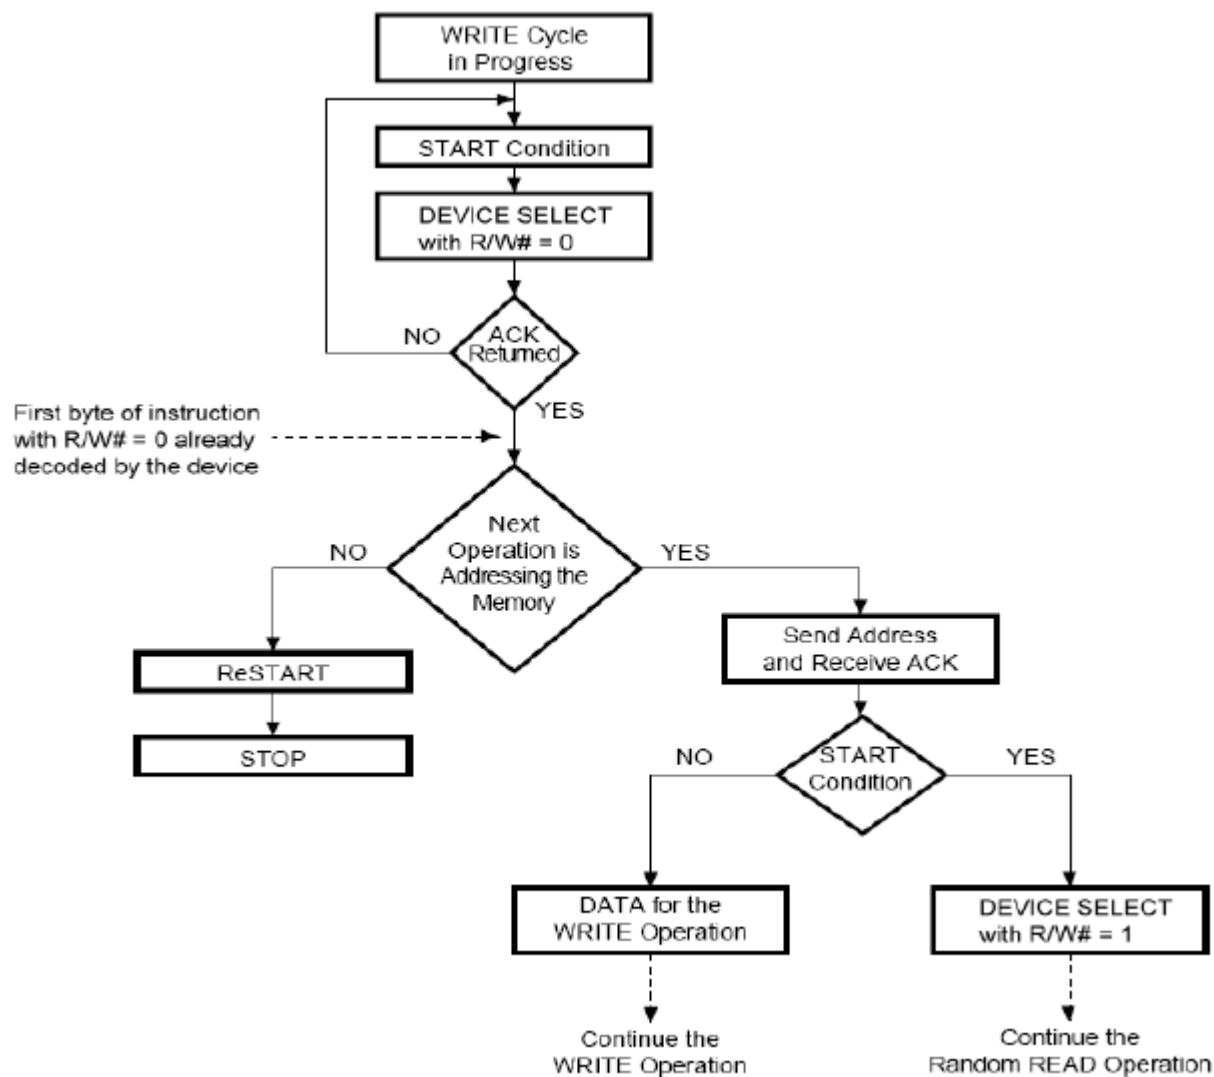 WRITE Cycle
in Progress
START Condition
DEVICE SELECT
with R/W# = 0
NO
ACK
Returned
YES
First byte of instruction
with R/W# = 0 already
decoded by the device
Next
Operation is
Addressing the
Memory
NO
YES
ReSTART
STOP
Send Address
and Receive ACK
NO
START
Condition
YES
DATA for the
WRITE Operation
DEVICE SELECT
with R/W# = 1
Continue the
WRITE Operation
Continue the
Random READ Operation